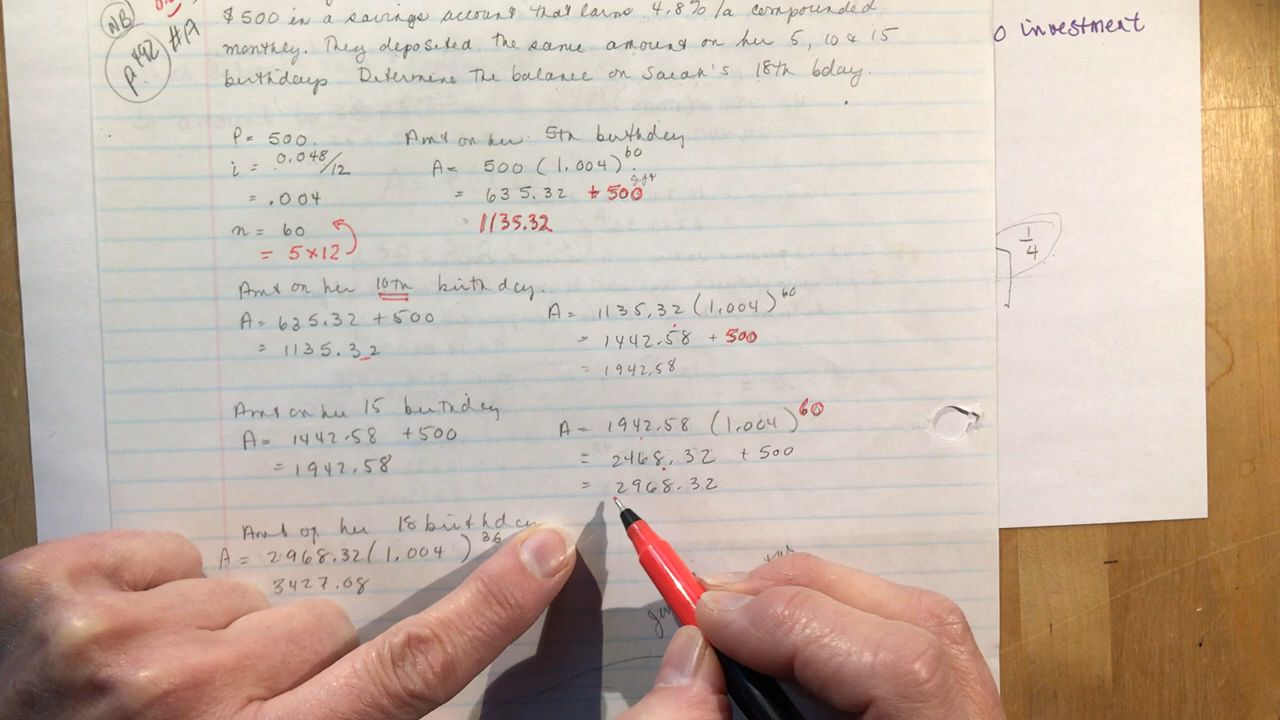 NB
p.492
#A
$500 in a savings account that earns 4.8%/a compounded
monthly. They deposited the same amount on her 5, 10 & 15
birthdays. Determine the balance on Sarah's 18th bday.
P = 500.
i = 0.048/12
= .004
n = 60
= 5×12
Amt on her 5th birthday
A = 500 (1.004)^60
= 635.32 + 500
gift
= 1135.32
Amt on her 10th birthday.
A = 635.32 + 500
= 1135.32
A = 1135.32 (1.004)^60
= 1442.58 + 500
= 1942.58
Amt on her 15 birthday
A = 1442.58 + 500
= 1942.58
A = 1942.58 (1.004)^60
= 2468.32 + 500
= 2968.32
Amt of her 18 birthday
A = 2968.32 (1.004)^36
3427.08
o investment
1/4